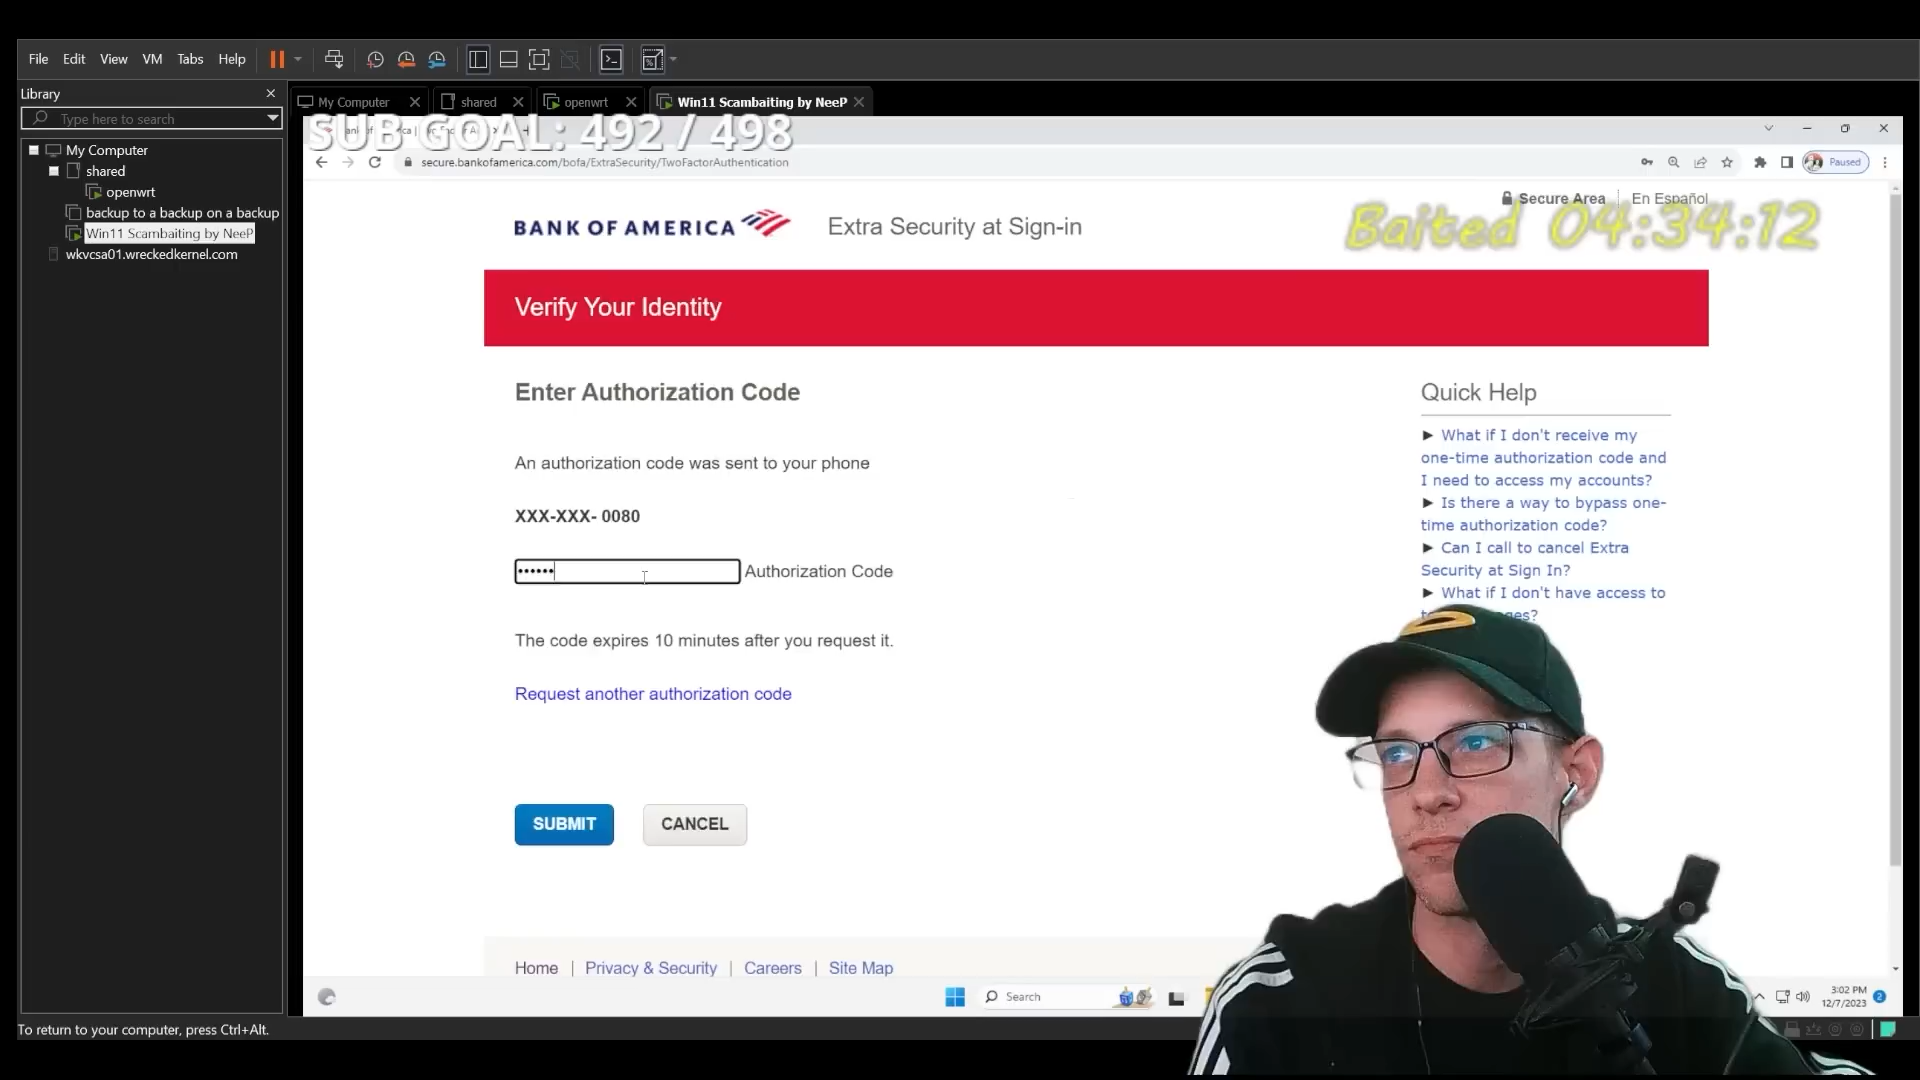 File Edit View VM Tabs Help
Library
Type here to search
My Computer
shared
openwrt
backup to a backup on a backup
Win11 Scambaiting by NeeP
wkvcsa01.wreckedkernel.com
My Computer
shared
openwrt
Win11 Scambaiting by NeeP
SUB GOAL: 492 / 498
secure.bankofamerica.com/bofa/ExtraSecurity/TwoFactorAuthentication
Paused
Secure Area
En Español
BANK OF AMERICA
Extra Security at Sign-in
Baited 04:34:12
Verify Your Identity
Enter Authorization Code
An authorization code was sent to your phone
XXX-XXX- 0080
•••••• Authorization Code
The code expires 10 minutes after you request it.
Request another authorization code
SUBMIT
CANCEL
Quick Help
► What if I don't receive my
one-time authorization code and
I need to access my accounts?
► Is there a way to bypass one-
time authorization code?
► Can I call to cancel Extra
Security at Sign In?
► What if I don't have access to
Home | Privacy & Security | Careers | Site Map
Search
3:02 PM
12/7/2023
2
To return to your computer, press Ctrl+Alt.